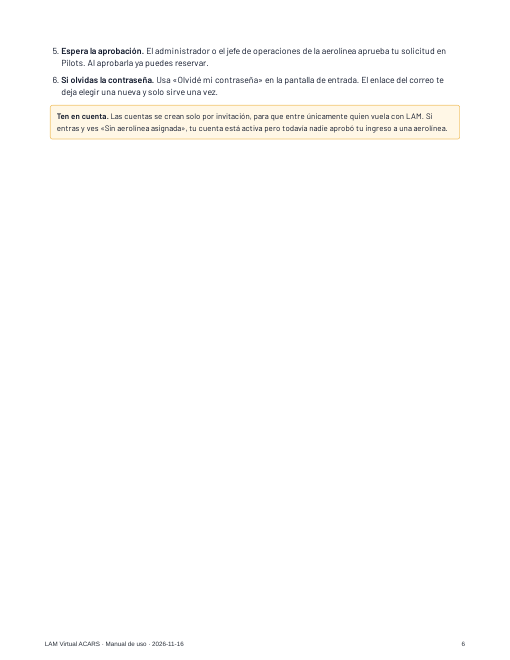 5. Espera la aprobación. El administrador o el jefe de operaciones de la aerolínea aprueba tu solicitud en
Pilots. Al aprobarla ya puedes reservar.
6. Si olvidas la contraseña. Usa «Olvidé mi contraseña» en la pantalla de entrada. El enlace del correo te
deja elegir una nueva y solo sirve una vez.
Ten en cuenta. Las cuentas se crean solo por invitación, para que entre únicamente quien vuela con LAM. Si
entras y ves «Sin aerolínea asignada», tu cuenta está activa pero todavía nadie aprobó tu ingreso a una aerolínea.
LAM Virtual ACARS · Manual de uso · 2026-11-16
6